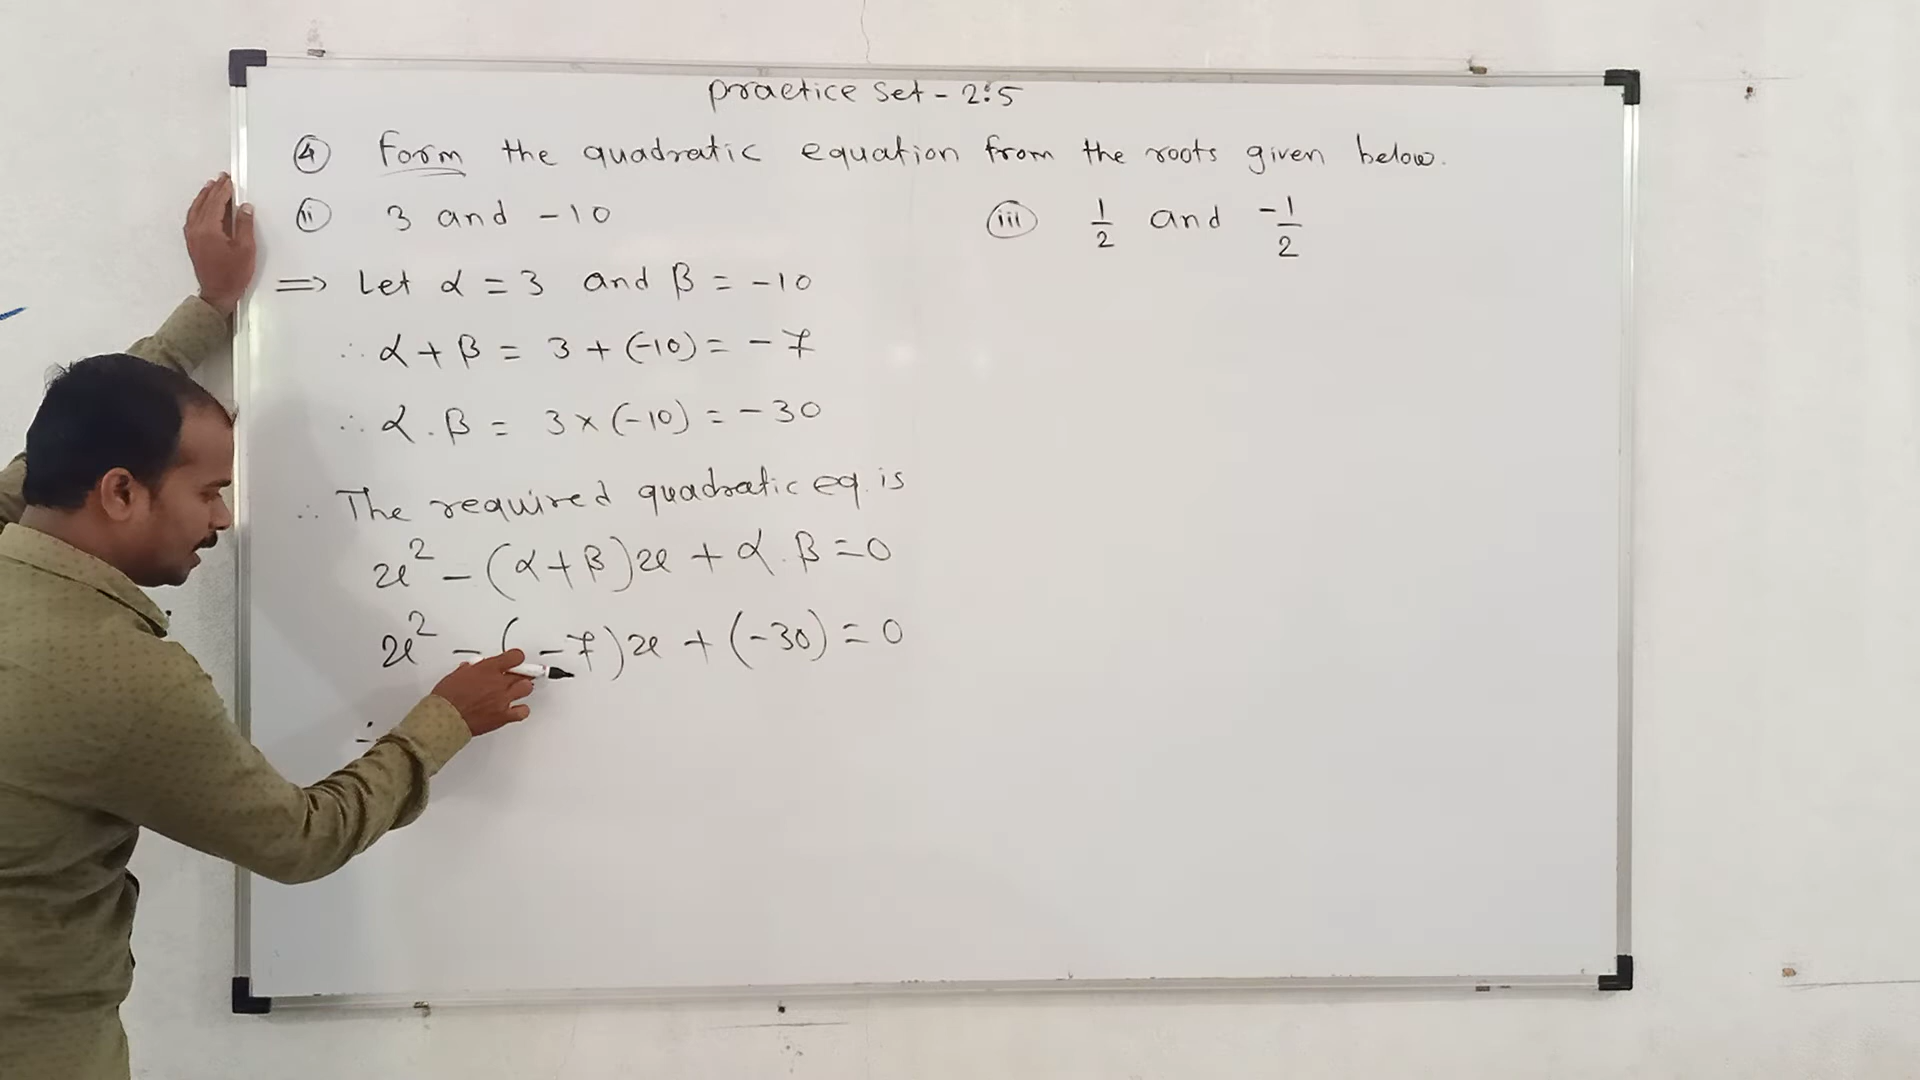 Practice Set - 2:5
④ Form the quadratic equation from the roots given below.
ⅱ 3 and -10
⇒ Let α = 3 and β = -10
∴ α + β = 3 + (-10) = -7
∴ α . β = 3 × (-10) = -30
∴ The required quadratic eq. is
x² - (α + β)x + α . β = 0
x² - (-7)x + (-30) = 0
∴
ⅲ 1/2 and -1/2